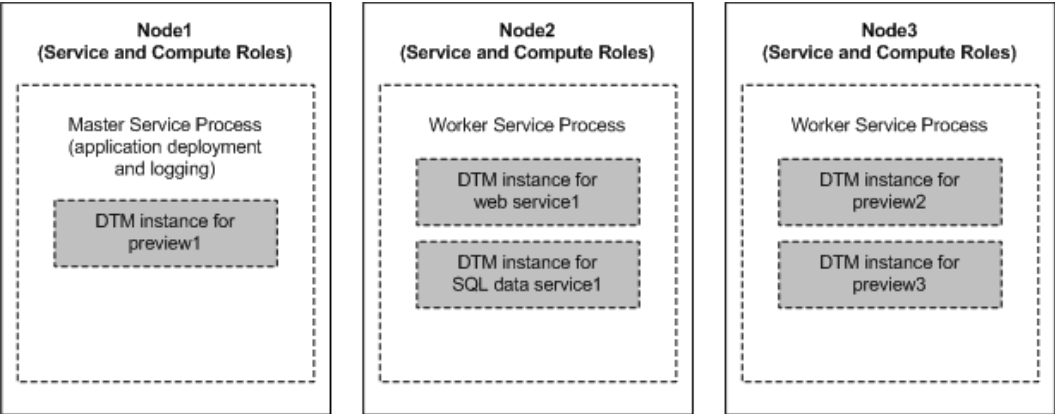 Node1
(Service and Compute Roles)
Master Service Process
(application deployment
and logging)
DTM instance for
preview1
Node2
(Service and Compute Roles)
Worker Service Process
DTM instance for
web service1
DTM instance for
SQL data service1
Node3
(Service and Compute Roles)
Worker Service Process
DTM instance for
preview2
DTM instance for
preview3